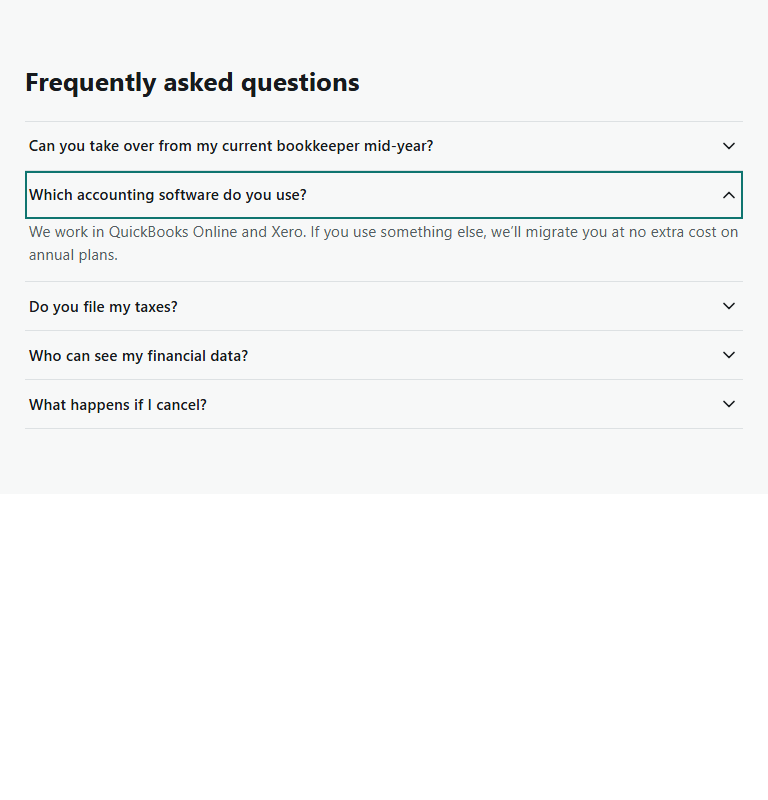 Frequently asked questions
Can you take over from my current bookkeeper mid-year?
Which accounting software do you use?
We work in QuickBooks Online and Xero. If you use something else, we’ll migrate you at no extra cost on
annual plans.
Do you file my taxes?
Who can see my financial data?
What happens if I cancel?